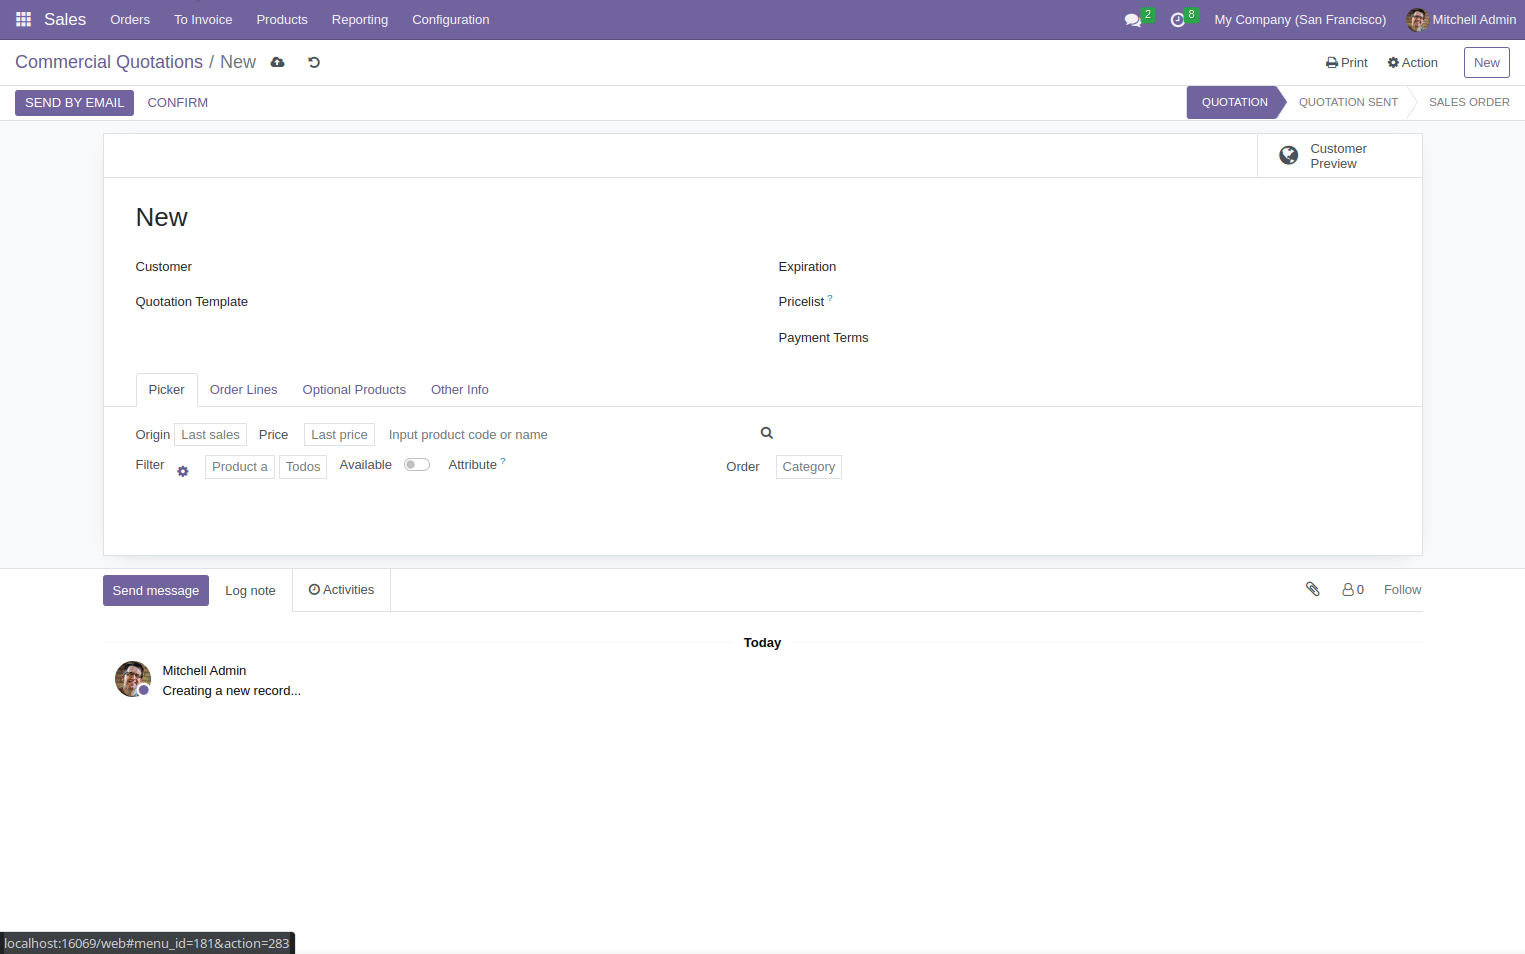 Sales Orders To Invoice Products Reporting Configuration 2 8 My Company (San Francisco) Mitchell Admin
Commercial Quotations / New Print Action New
SEND BY EMAIL CONFIRM QUOTATION QUOTATION SENT SALES ORDER
Customer
Preview
New
Customer Expiration
Quotation Template Pricelist ?
Payment Terms
Picker Order Lines Optional Products Other Info
Origin Last sales Price Last price Input product code or name
Filter Product a Todos Available Attribute ? Order Category
Send message Log note Activities 0 Follow
Today
Mitchell Admin
Creating a new record...
localhost:16069/web#menu_id=181&action=283